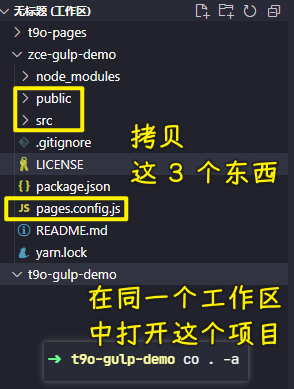 无标题 (工作区)
t9o-pages
zce-gulp-demo
node_modules
public
src
.gitignore
LICENSE
package.json
JS pages.config.js
README.md
yarn.lock
t9o-gulp-demo
拷贝
这 3 个东西
在同一个工作区
中打开这个项目
➜ t9o-gulp-demo co . -a